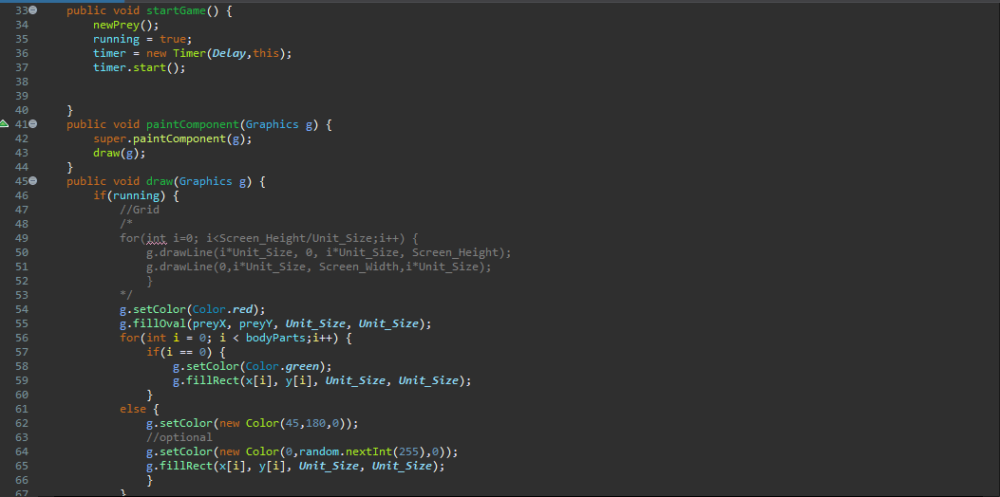 33 public void startGame() {
34 newPrey();
35 running = true;
36 timer = new Timer(Delay,this);
37 timer.start();
38
39
40 }
41 public void paintComponent(Graphics g) {
42 super.paintComponent(g);
43 draw(g);
44 }
45 public void draw(Graphics g) {
46 if(running) {
47 //Grid
48 /*
49 for(int i=0; i<Screen_Height/Unit_Size;i++) {
50 g.drawLine(i*Unit_Size, 0, i*Unit_Size, Screen_Height);
51 g.drawLine(0,i*Unit_Size, Screen_Width,i*Unit_Size);
52 }
53 */
54 g.setColor(Color.red);
55 g.fillOval(preyX, preyY, Unit_Size, Unit_Size);
56 for(int i = 0; i < bodyParts;i++) {
57 if(i == 0) {
58 g.setColor(Color.green);
59 g.fillRect(x[i], y[i], Unit_Size, Unit_Size);
60 }
61 else {
62 g.setColor(new Color(45,180,0));
63 //optional
64 g.setColor(new Color(0,random.nextInt(255),0));
65 g.fillRect(x[i], y[i], Unit_Size, Unit_Size);
66 }
67 }